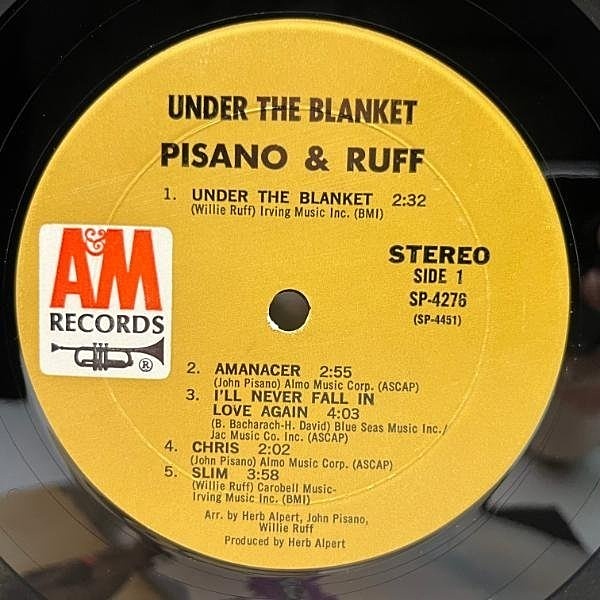 UNDER THE BLANKET
PISANO & RUFF
1. UNDER THE BLANKET 2:32
(Willie Ruff) Irving Music Inc. (BMI)
A&M
RECORDS
®
STEREO
SIDE 1
SP-4276
(SP-4451)
2. AMANACER 2:55
(John Pisano) Almo Music Corp. (ASCAP)
3. I'LL NEVER FALL IN
LOVE AGAIN 4:03
(B. Bacharach-H. David) Blue Seas Music Inc./
Jac Music Co. Inc. (ASCAP)
4. CHRIS 2:02
(John Pisano) Almo Music Corp. (ASCAP)
5. SLIM 3:58
(Willie Ruff) Carobell Music-
Irving Music Inc. (BMI)
Arr. by Herb Alpert, John Pisano,
Willie Ruff
Produced by Herb Alpert